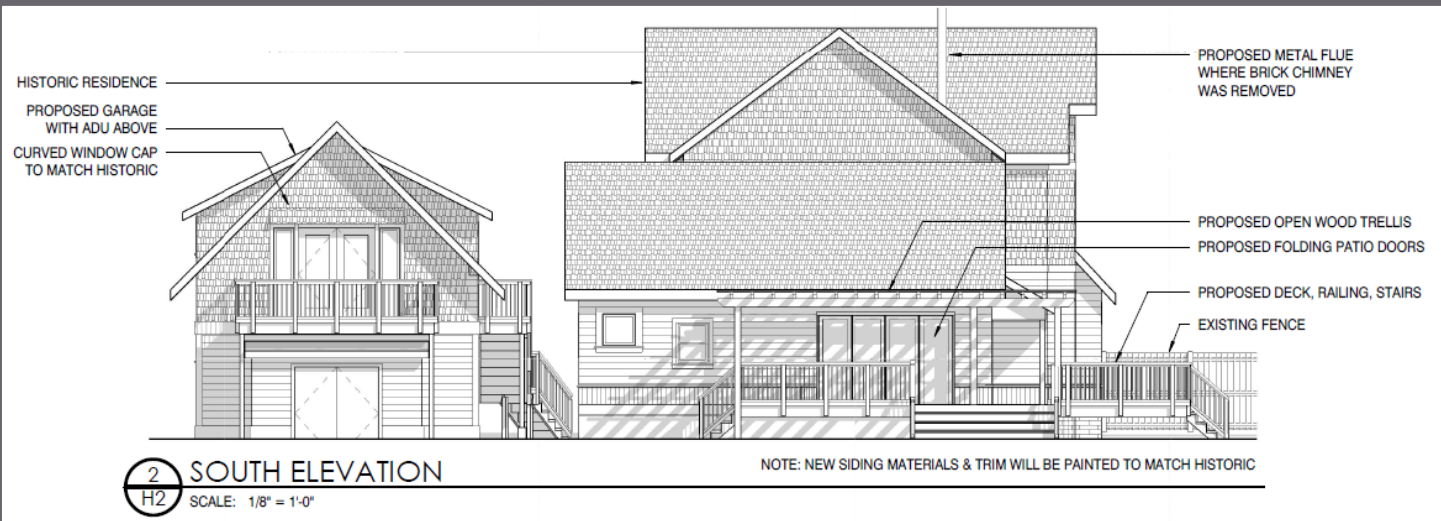 HISTORIC RESIDENCE
PROPOSED GARAGE
WITH ADU ABOVE
CURVED WINDOW CAP
TO MATCH HISTORIC
PROPOSED METAL FLUE
WHERE BRICK CHIMNEY
WAS REMOVED
PROPOSED OPEN WOOD TRELLIS
PROPOSED FOLDING PATIO DOORS
PROPOSED DECK, RAILING, STAIRS
EXISTING FENCE
2
H2
SOUTH ELEVATION
SCALE: 1/8" = 1'-0"
NOTE: NEW SIDING MATERIALS & TRIM WILL BE PAINTED TO MATCH HISTORIC